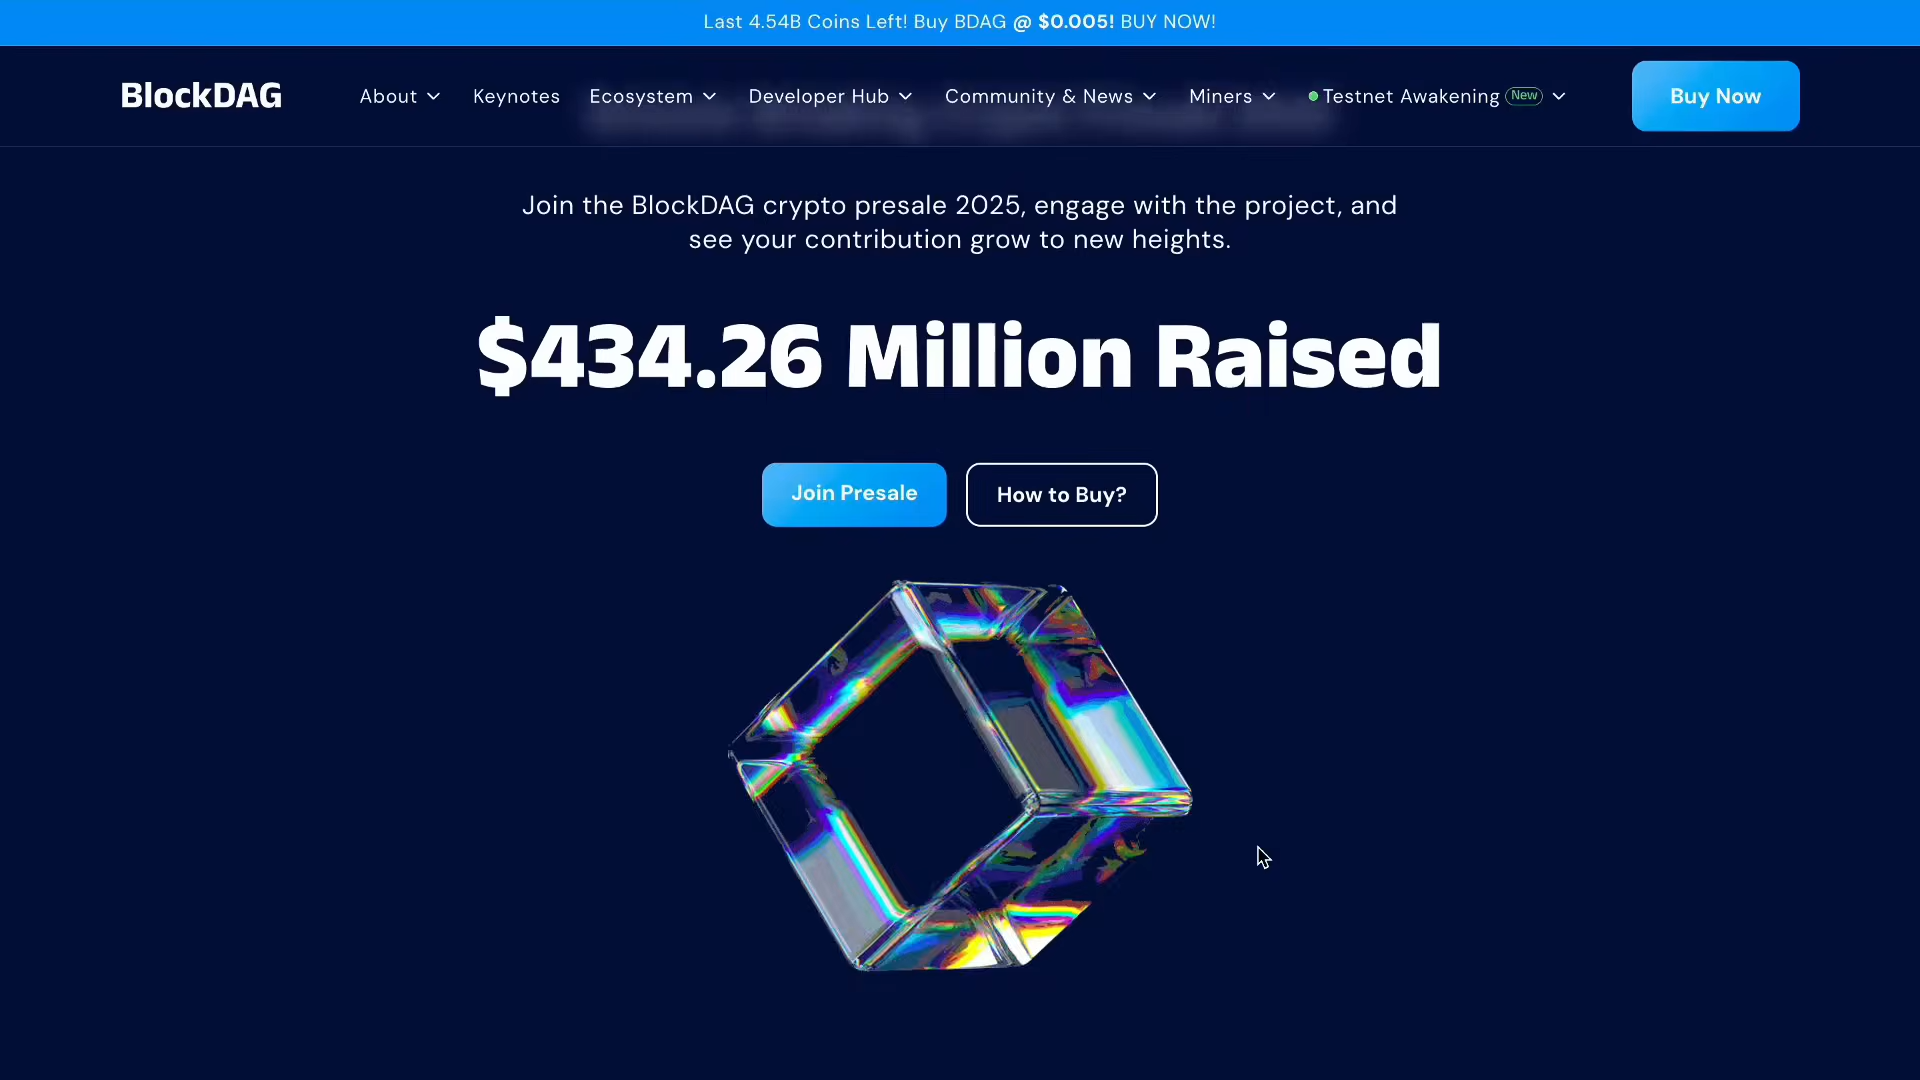 Last 4.54B Coins Left! Buy BDAG @ $0.005! BUY NOW!
BlockDAG
About
Keynotes
Ecosystem
Developer Hub
Community & News
Miners
Testnet Awakening New
Buy Now
Join the BlockDAG crypto presale 2025, engage with the project, and
see your contribution grow to new heights.
$434.26 Million Raised
Join Presale
How to Buy?